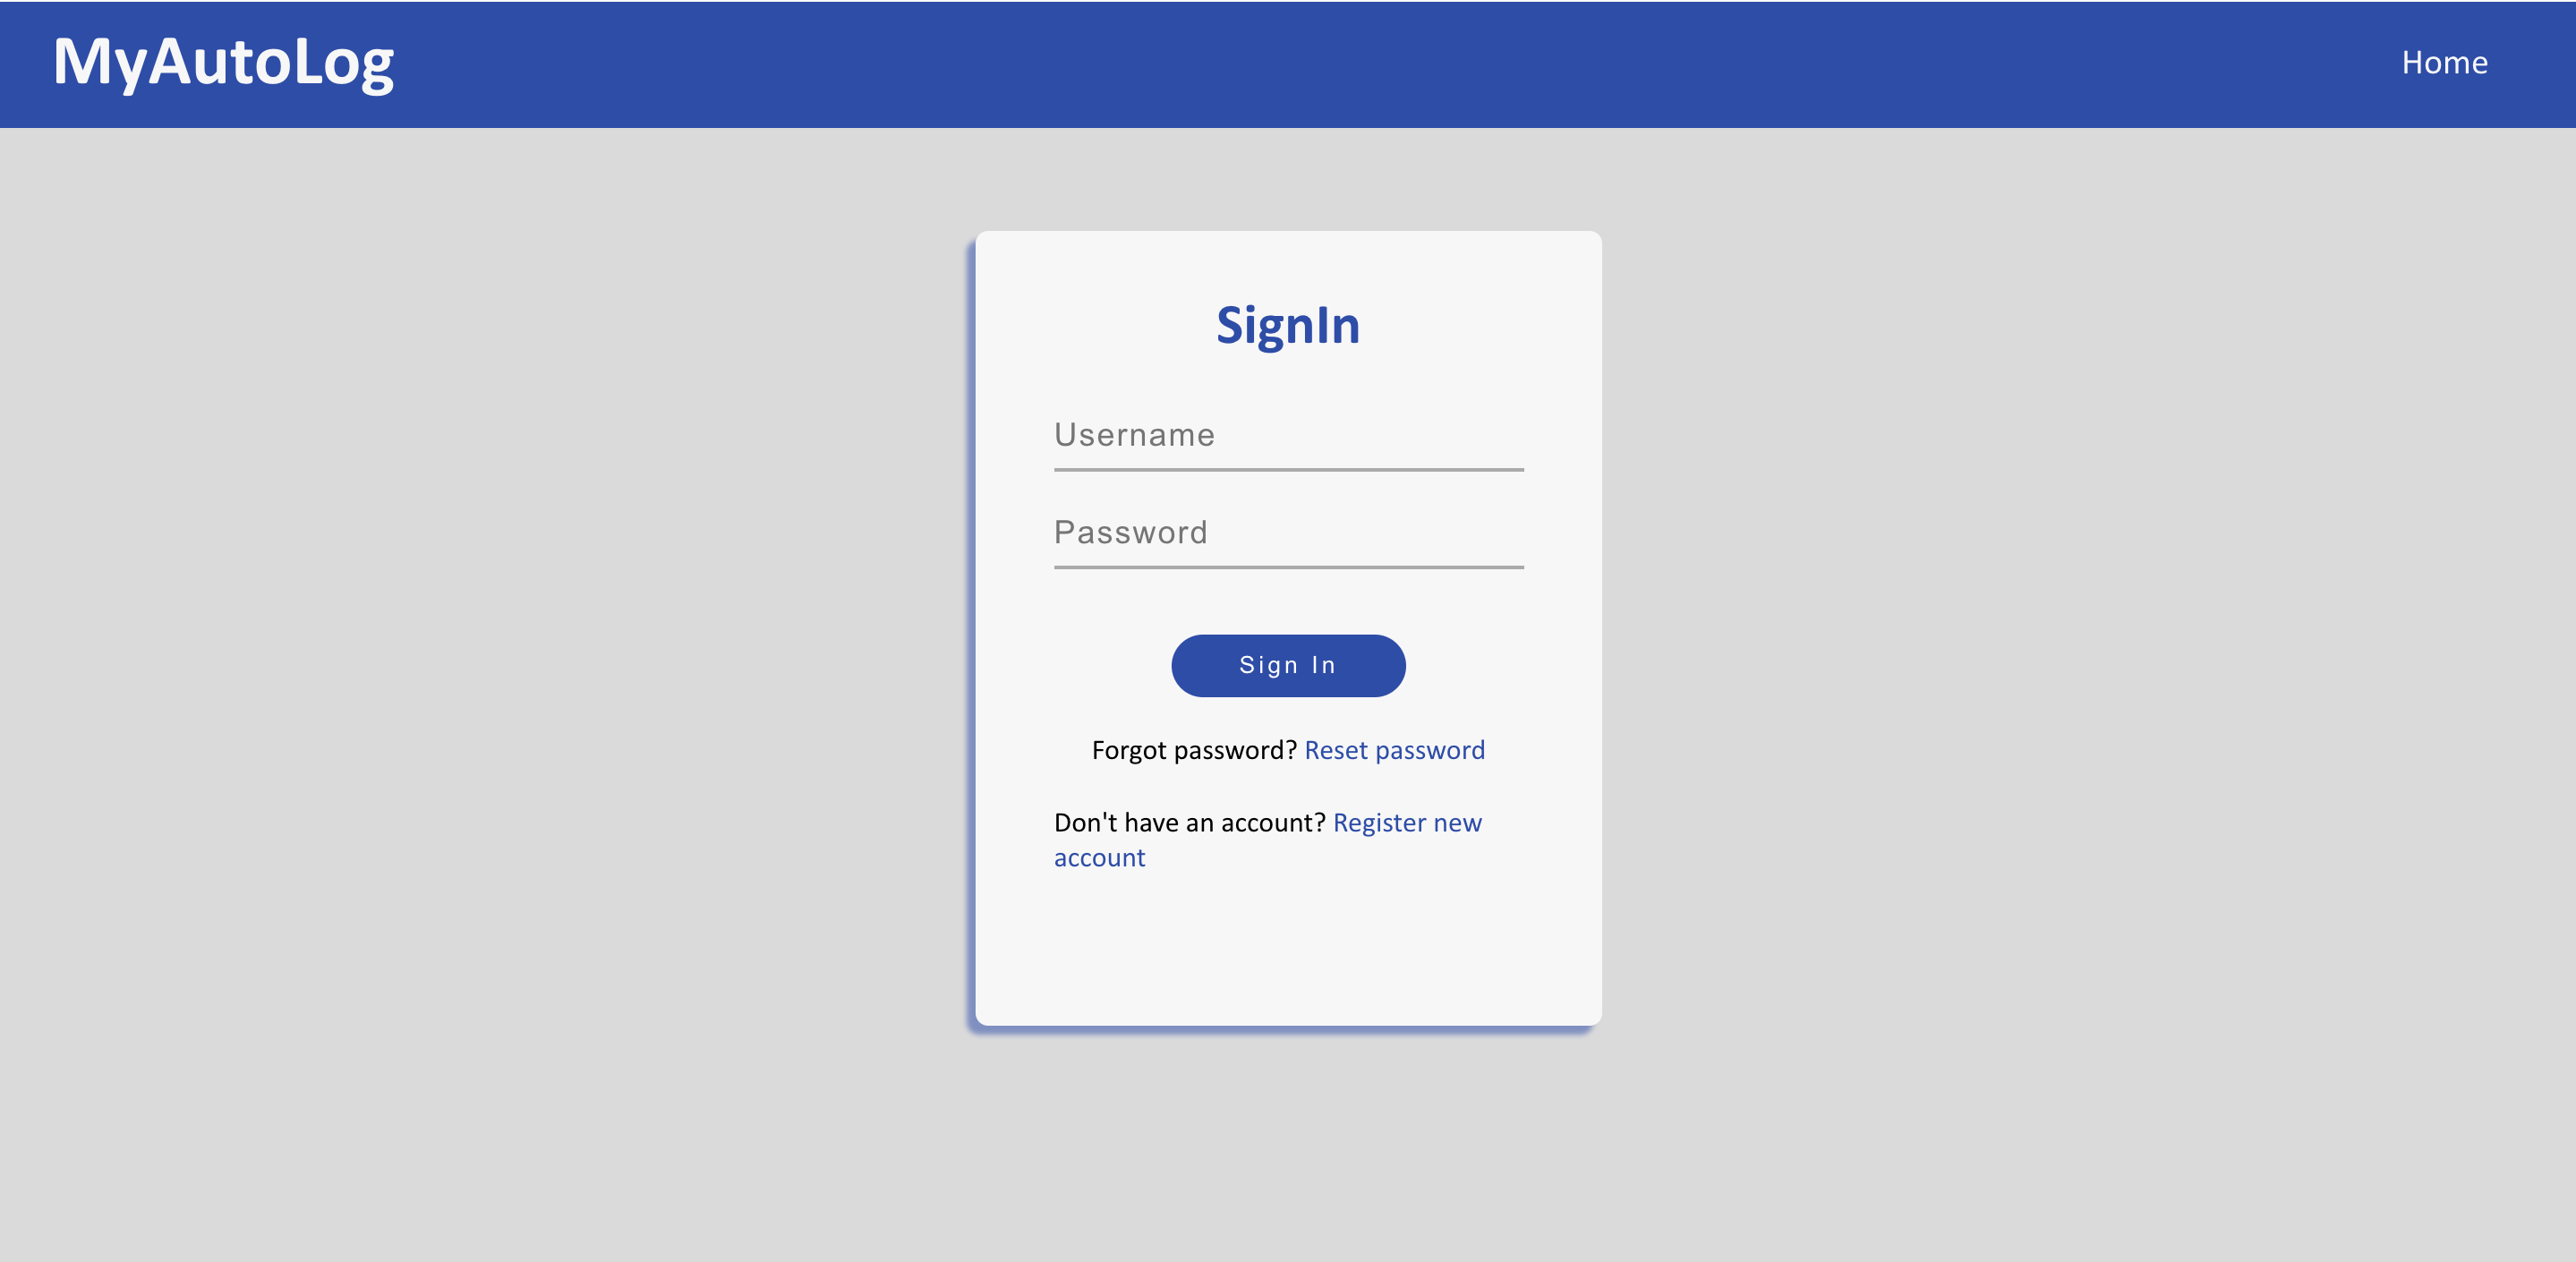 MyAutoLog
Home
SignIn
Username
Password
Sign In
Forgot password? Reset password
Don't have an account? Register new
account